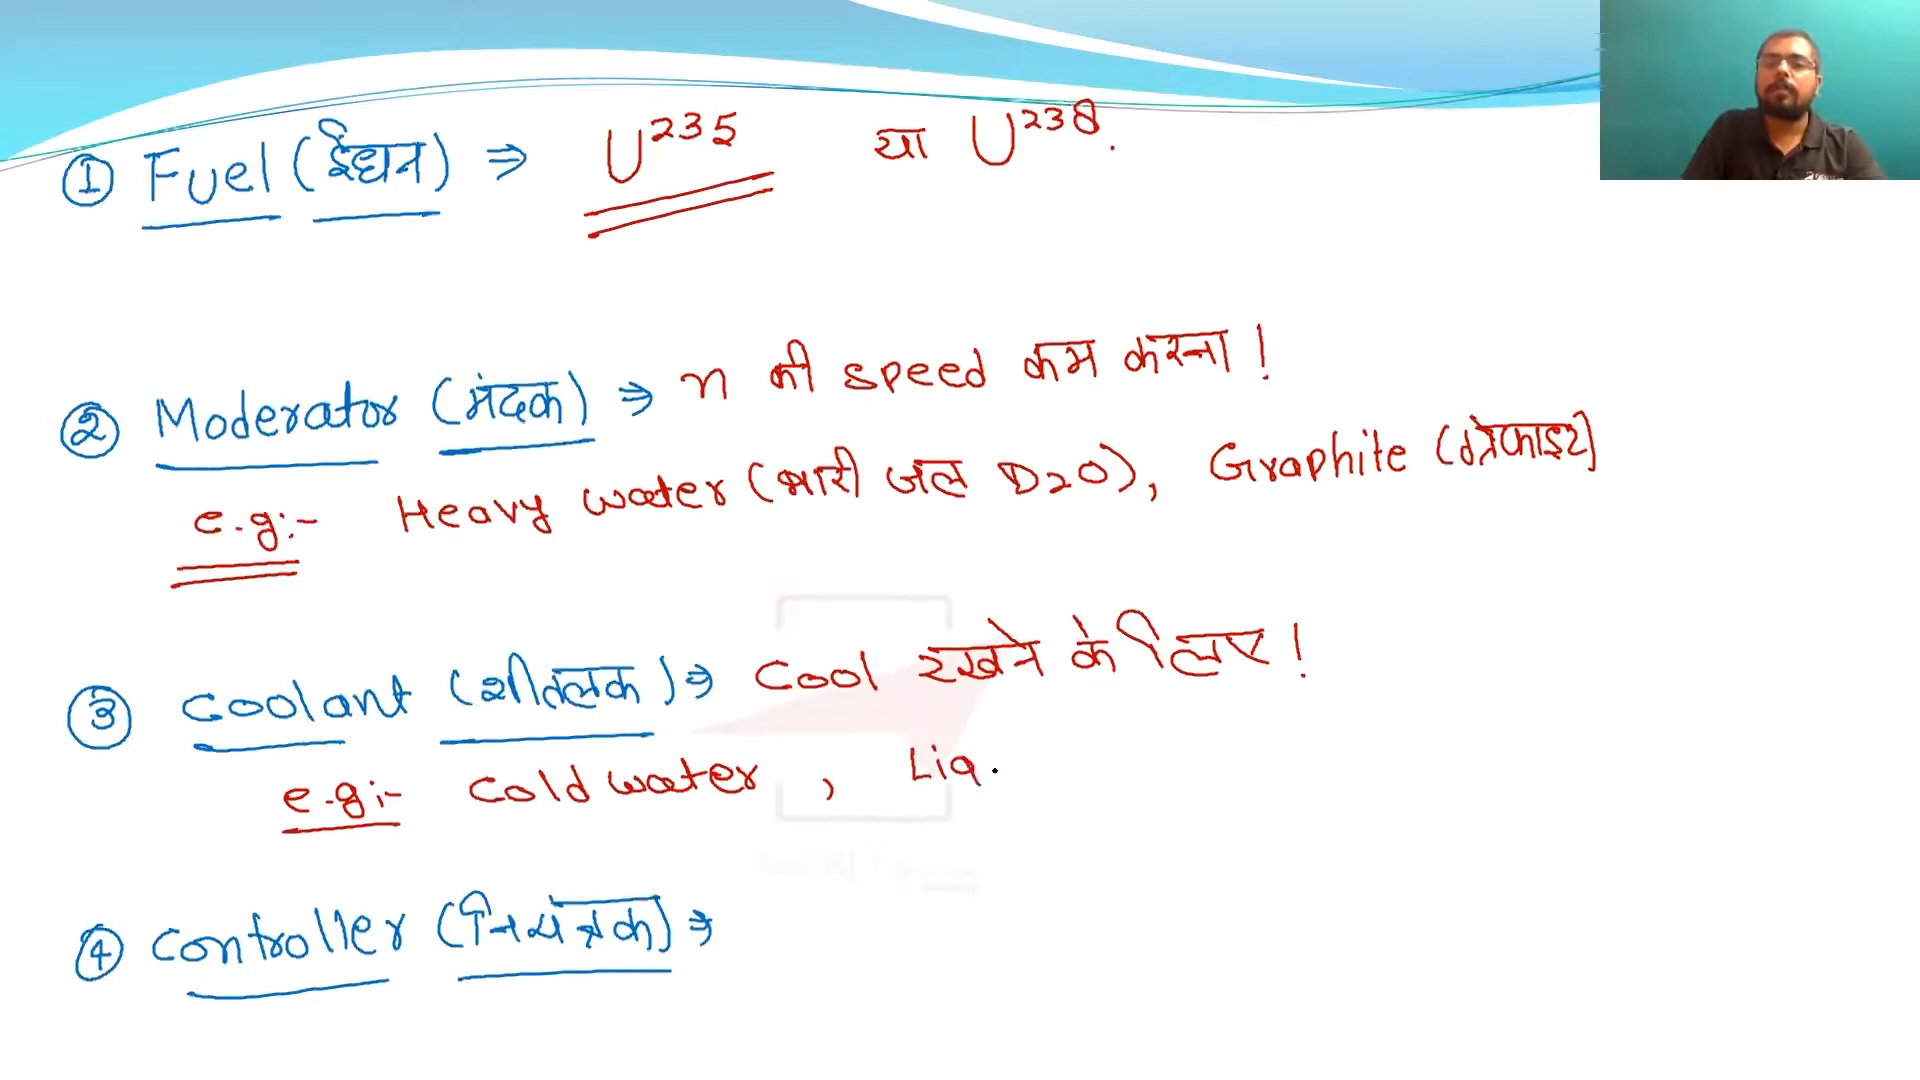 ① Fuel (ईंधन) ⇒ U²³⁵ या U²³⁸.
② Moderator (मंदक) ⇒ n की speed कम करना !
e.g:- Heavy water (भारी जल D₂O), Graphite (ग्रेफाइट)
③ Coolant (शीतलक) ⇒ Cool रखने के लिए !
e.g:- Cold water , Liq.
④ Controller (नियंत्रक) ⇒